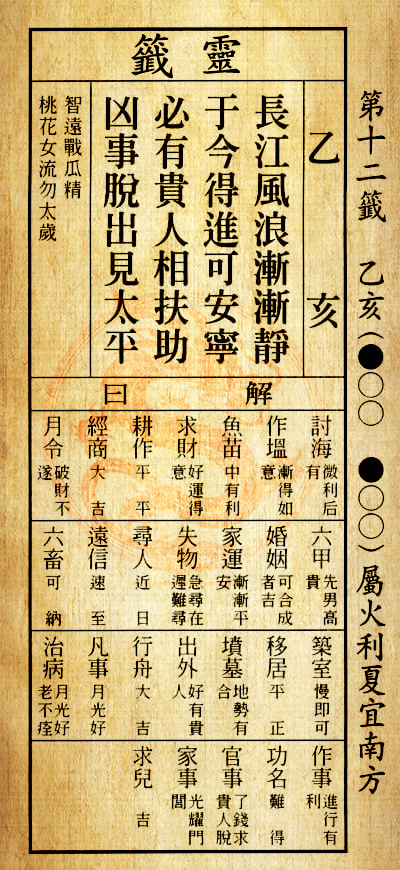 第十二籤　乙亥（●○○　●○○）屬火利夏宜南方
靈籤
乙亥
長江風浪漸漸靜
于今得進可安寧
必有貴人相扶助
凶事脫出見太平
智遠戰瓜精
桃花女流勿太歲
解曰
討海 微利后有
作塭 漸得如意
魚苗 中有利
求財 好運得意
耕作 平平
經商 大吉
月令 破財不遂
六甲 先男高貴
婚姻 可合成者吉
家運 漸漸平安
失物 急尋在遲難尋
尋人 近日
遠信 速至
六畜 可納
築室 慢即可
移居 平正
墳墓 地勢有合
出外 好有貴人
行舟 大吉
凡事 月光好
治病 月光好老不痊
作事 進行有利
功名 難得
官事 了錢求貴人脫
家事 光耀門閭
求兒 吉